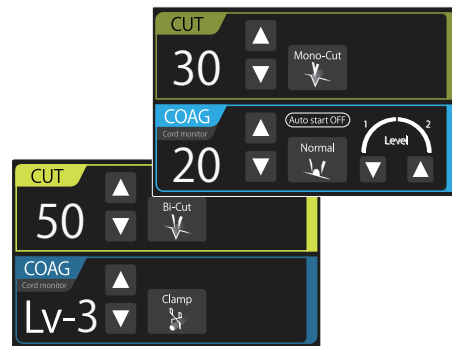 CUT
30
Mono-Cut
COAG
Cord monitor
20
Auto start OFF
Normal
1
2
Level
CUT
50
Bi-Cut
COAG
Cord monitor
Lv-3
Clamp